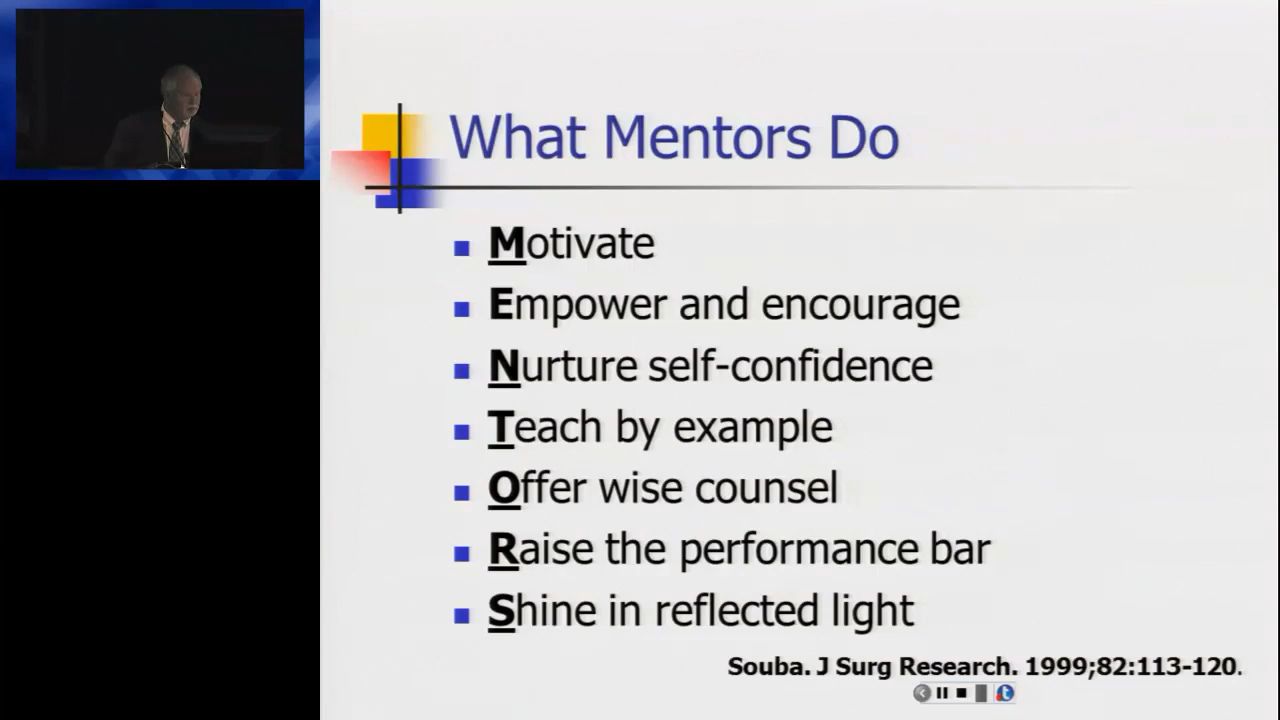 What Mentors Do
Motivate
Empower and encourage
Nurture self-confidence
Teach by example
Offer wise counsel
Raise the performance bar
Shine in reflected light
Souba. J Surg Research. 1999;82:113-120.